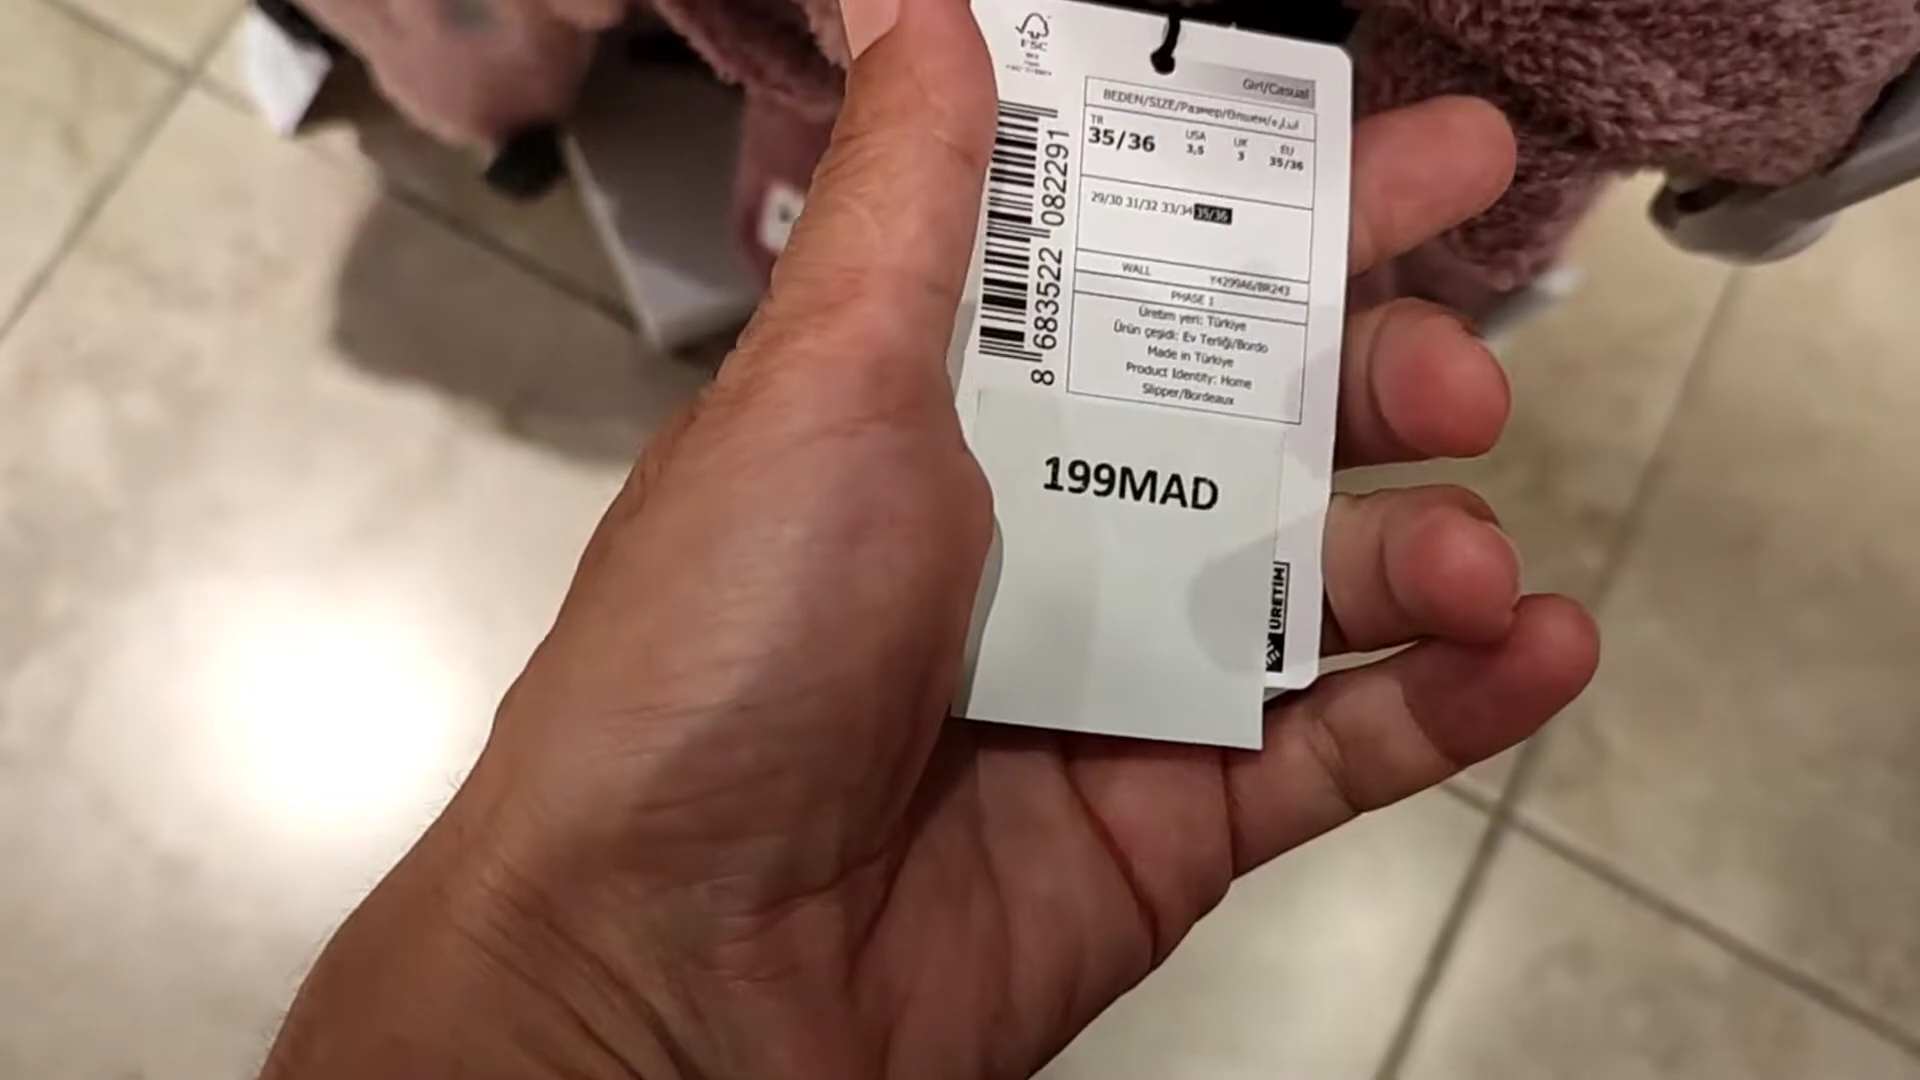 FSC
Girl/Casual
BEDEN/SIZE/Размер/Өлшем/اندازه
TR USA UK EU
35/36 3,5 3 35/36
29/30 31/32 33/34 35/36
WALL Y4299A6/BR243
PHASE 1
Üretim yeri: Türkiye
Ürün çeşidi: Ev Terliği/Bordo
Made in Türkiye
Product Identity: Home
Slipper/Bordeaux
8 683522 082291
199MAD
ÜRETİM